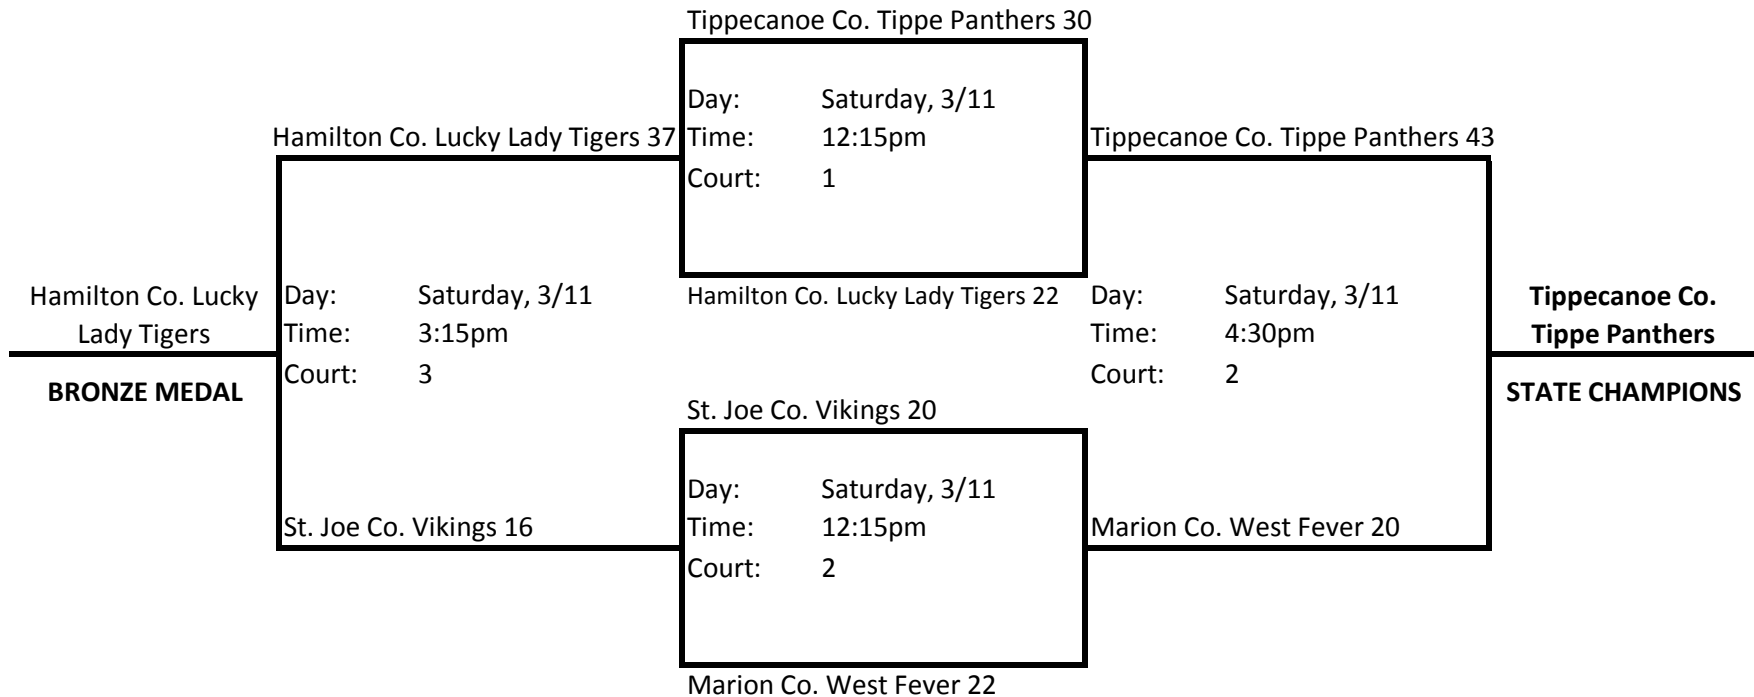 Tippecanoe Co. Tippe Panthers 30
Day: Saturday, 3/11
Hamilton Co. Lucky Lady Tigers 37 Time: 12:15pm Tippecanoe Co. Tippe Panthers 43
Court: 1
Hamilton Co. Lucky Day: Saturday, 3/11 Hamilton Co. Lucky Lady Tigers 22 Day: Saturday, 3/11 Tippecanoe Co.
Lady Tigers Time: 3:15pm Time: 4:30pm Tippe Panthers
Court: 3 Court: 2
BRONZE MEDAL STATE CHAMPIONS
St. Joe Co. Vikings 20
Day: Saturday, 3/11
St. Joe Co. Vikings 16 Time: 12:15pm Marion Co. West Fever 20
Court: 2
Marion Co. West Fever 22